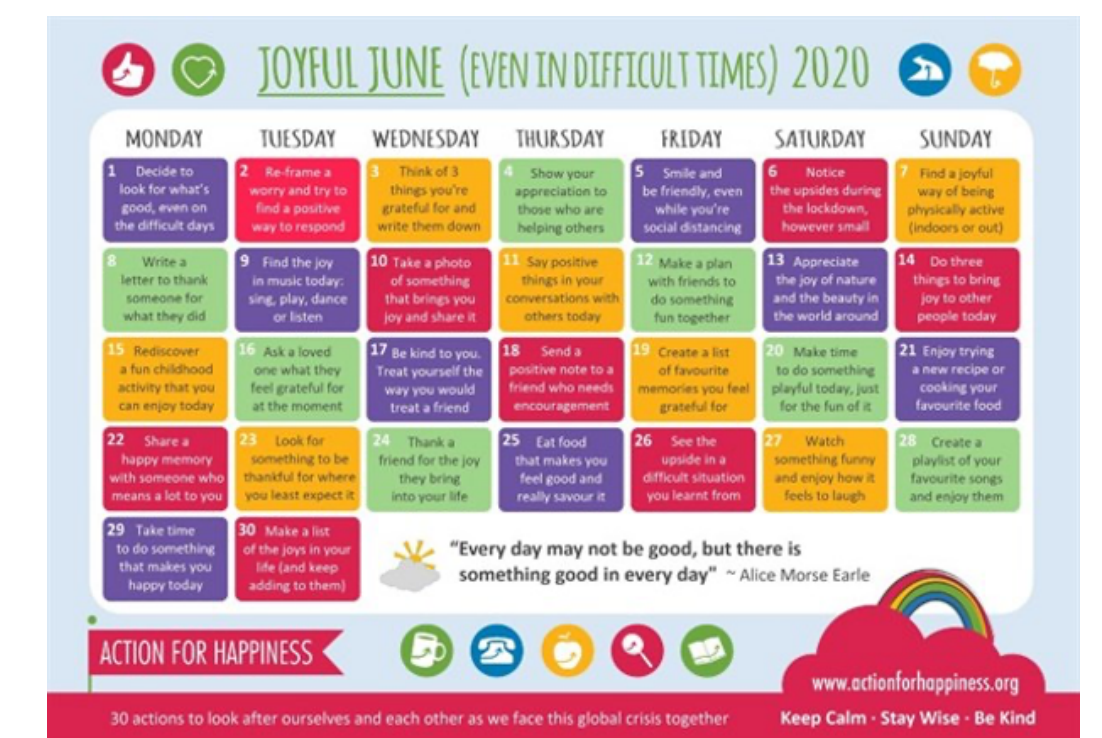 JOYFUL JUNE (EVEN IN DIFFICULT TIMES) 2020
MONDAY TUESDAY WEDNESDAY THURSDAY FRIDAY SATURDAY SUNDAY
1 Decide to
look for what's
good, even on
the difficult days
2 Re-frame a
worry and try to
find a positive
way to respond
3 Think of 3
things you're
grateful for and
write them down
4 Show your
appreciation to
those who are
helping others
5 Smile and
be friendly, even
while you're
social distancing
6 Notice
the upsides during
the lockdown,
however small
7 Find a joyful
way of being
physically active
(indoors or out)
8 Write a
letter to thank
someone for
what they did
9 Find the joy
in music today:
sing, play, dance
or listen
10 Take a photo
of something
that brings you
joy and share it
11 Say positive
things in your
conversations with
others today
12 Make a plan
with friends to
do something
fun together
13 Appreciate
the joy of nature
and the beauty in
the world around
14 Do three
things to bring
joy to other
people today
15 Rediscover
a fun childhood
activity that you
can enjoy today
16 Ask a loved
one what they
feel grateful for
at the moment
17 Be kind to you.
Treat yourself the
way you would
treat a friend
18 Send a
positive note to a
friend who needs
encouragement
19 Create a list
of favourite
memories you feel
grateful for
20 Make time
to do something
playful today, just
for the fun of it
21 Enjoy trying
a new recipe or
cooking your
favourite food
22 Share a
happy memory
with someone who
means a lot to you
23 Look for
something to be
thankful for where
you least expect it
24 Thank a
friend for the joy
they bring
into your life
25 Eat food
that makes you
feel good and
really savour it
26 See the
upside in a
difficult situation
you learnt from
27 Watch
something funny
and enjoy how it
feels to laugh
28 Create a
playlist of your
favourite songs
and enjoy them
29 Take time
to do something
that makes you
happy today
30 Make a list
of the joys in your
life (and keep
adding to them)
"Every day may not be good, but there is
something good in every day" ~ Alice Morse Earle
ACTION FOR HAPPINESS
www.actionforhappiness.org
30 actions to look after ourselves and each other as we face this global crisis together
Keep Calm · Stay Wise · Be Kind